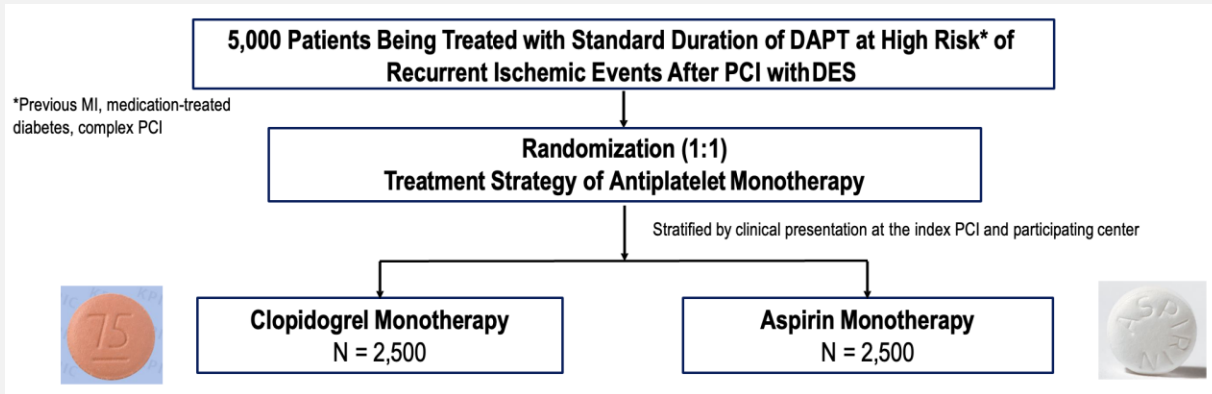 5,000 Patients Being Treated with Standard Duration of DAPT at High Risk* of
Recurrent Ischemic Events After PCI with DES
*Previous MI, medication-treated
diabetes, complex PCI
Randomization (1:1)
Treatment Strategy of Antiplatelet Monotherapy
Stratified by clinical presentation at the index PCI and participating center
75
Clopidogrel Monotherapy
N = 2,500
Aspirin Monotherapy
N = 2,500
ASPIRIN